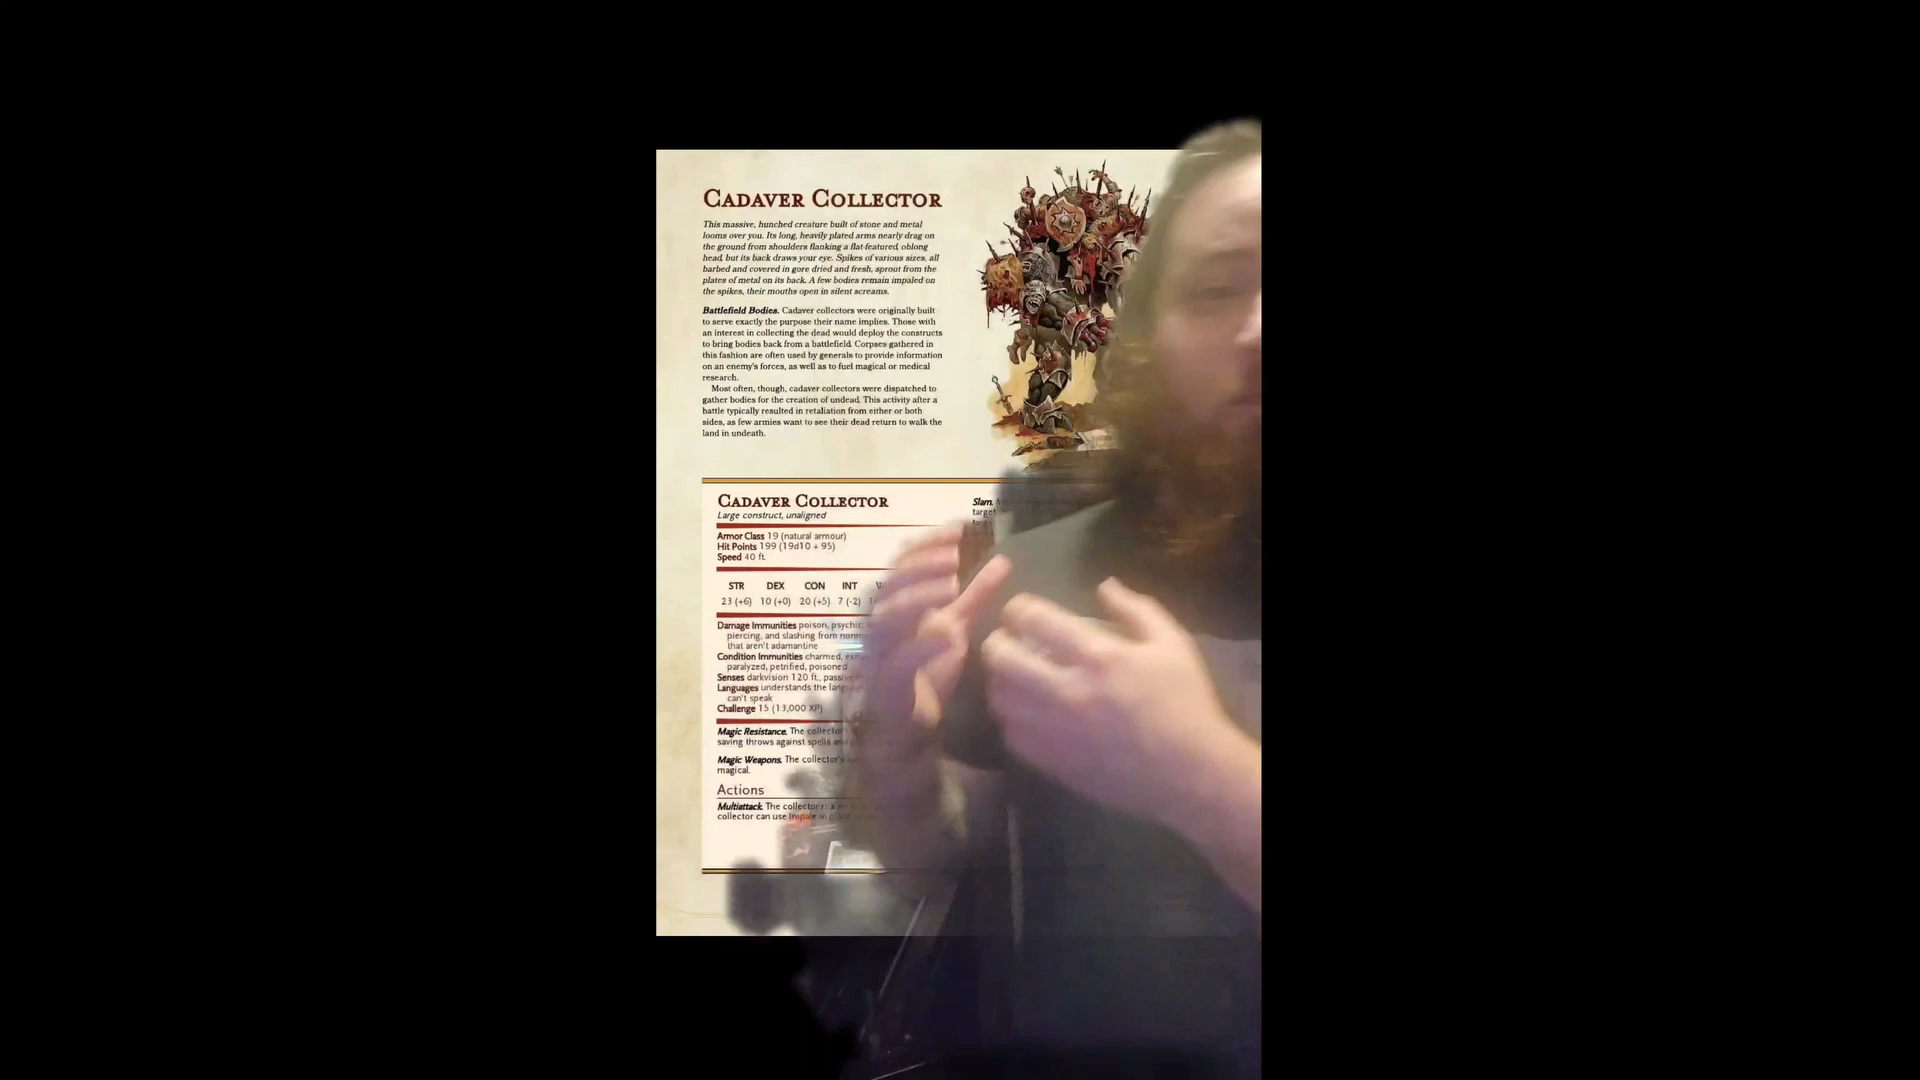 CADAVER COLLECTOR
This massive, hunched creature built of stone and metal
looms over you. Its long, heavily plated arms nearly drag on
the ground from shoulders flanking a flat-featured, oblong
head, but its back draws your eye. Spikes of various sizes, all
barbed and covered in gore dried and fresh, sprout from the
plates of metal on its back. A few bodies remain impaled on
the spikes, their mouths open in silent screams.
Battlefield Bodies. Cadaver collectors were originally built
to serve exactly the purpose their name implies. Those with
an interest in collecting the dead would deploy the constructs
to bring bodies back from a battlefield. Corpses gathered in
this fashion are often used by generals to provide information
on an enemy's forces, as well as to fuel magical or medical
research.
Most often, though, cadaver collectors were dispatched to
gather bodies for the creation of undead. This activity after a
battle typically resulted in retaliation from either or both
sides, as few armies want to see their dead return to walk the
land in undeath.
CADAVER COLLECTOR
Large construct, unaligned
Armor Class 19 (natural armour)
Hit Points 199 (19d10 + 95)
Speed 40 ft.
STR DEX CON INT
23 (+6) 10 (+0) 20 (+5) 7 (-2)
Damage Immunities poison, psychic;
piercing, and slashing from
that aren't adamantine
Condition Immunities charmed,
paralyzed, petrified, poisoned
Senses darkvision 120 ft., passive
Languages understands the
can't speak
Challenge 15 (13,000 XP)
Magic Resistance. The collector
saving throws against spells and
Magic Weapons. The collector's
magical.
Actions
Multiattack. The collector
collector can use Impale in
Slam.
target